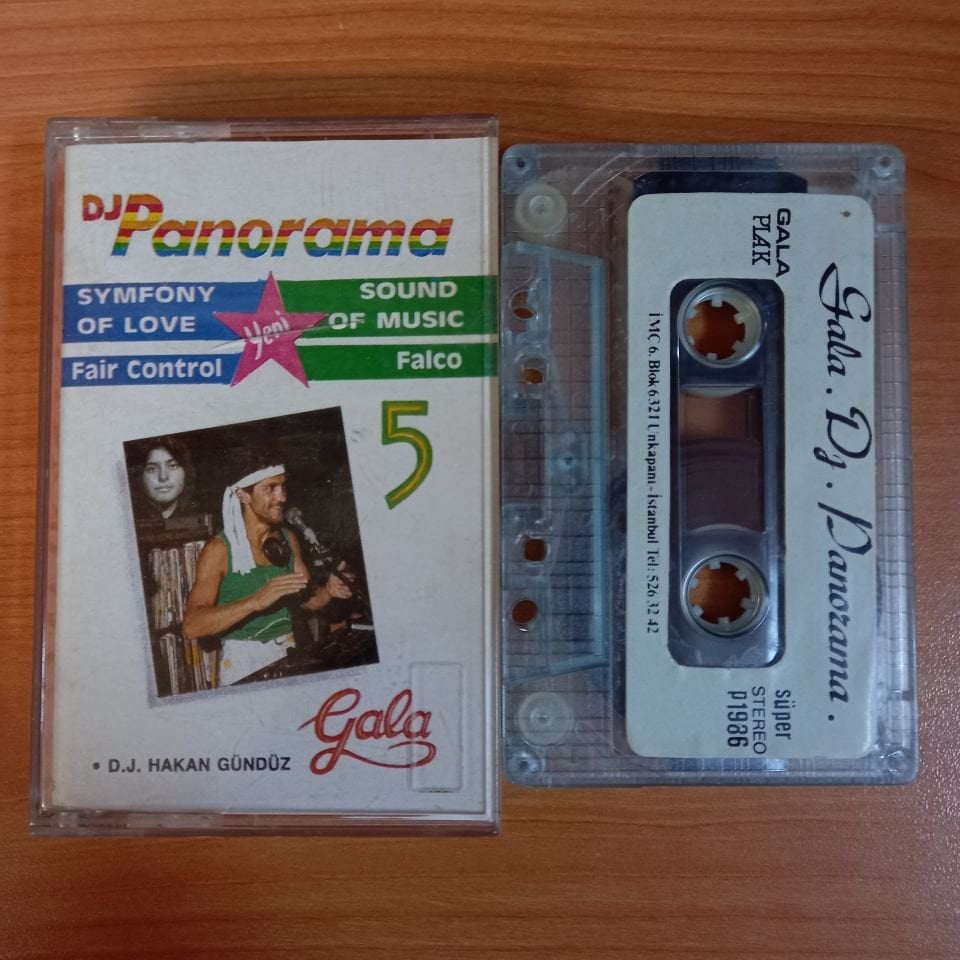 DJ Panorama
SYMFONY
OF LOVE
Fair Control
Yeni
SOUND
OF MUSIC
Falco
5
Gala
• D.J. HAKAN GÜNDÜZ
GALA
PLAK
Gala . Dj . Panorama .
İMC 6. Blok 6321 Unkapanı - İstanbul Tel: 526 32 42
süper
STEREO
p1986